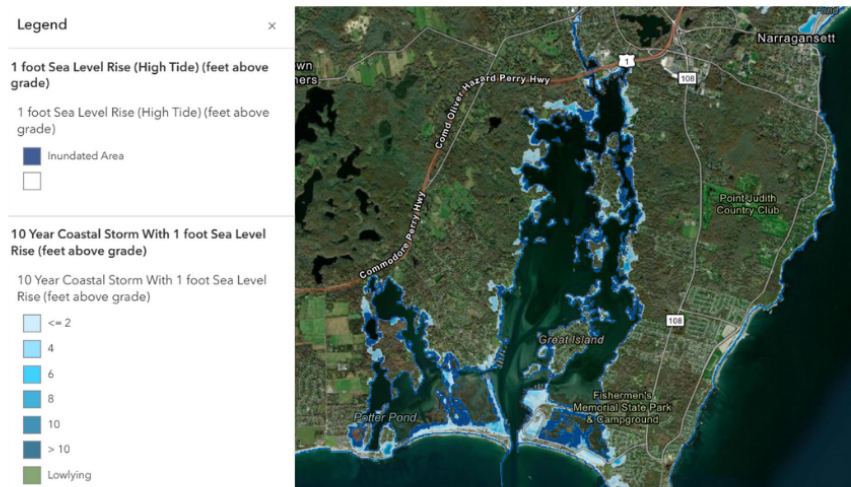 Legend
×
1 foot Sea Level Rise (High Tide) (feet above
grade)
1 foot Sea Level Rise (High Tide) (feet above
grade)
Inundated Area
10 Year Coastal Storm With 1 foot Sea Level
Rise (feet above grade)
10 Year Coastal Storm With 1 foot Sea Level
Rise (feet above grade)
<= 2
4
6
8
10
> 10
Lowlying
Narragansett
own
ners
1
108
Comd Oliver Hazard Perry Hwy
Commodore Perry Hwy
Point Judith
Country Club
108
Great Island
Fishermen's
Memorial State Park
& Campground
Potter Pond